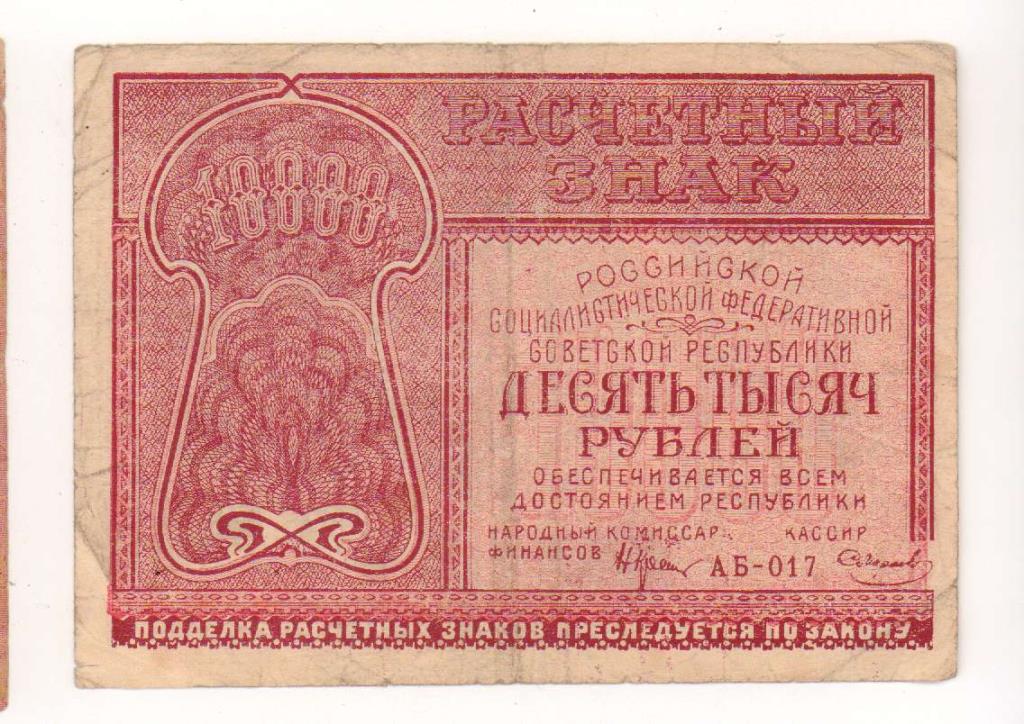 РАСЧЕТНЫЙ
ЗНАК
10000
10000
РОССИЙСКОЙ
СОЦИАЛИСТИЧЕСКОЙ ФЕДЕРАТИВНОЙ
СОВЕТСКОЙ РЕСПУБЛИКИ
ДЕСЯТЬ ТЫСЯЧ
РУБЛЕЙ
ОБЕСПЕЧИВАЕТСЯ ВСЕМ
ДОСТОЯНИЕМ РЕСПУБЛИКИ
НАРОДНЫЙ КОМИССАР КАССИР
ФИНАНСОВ АБ-017
ПОДДЕЛКА РАСЧЕТНЫХ ЗНАКОВ ПРЕСЛЕДУЕТСЯ ПО ЗАКОНУ.